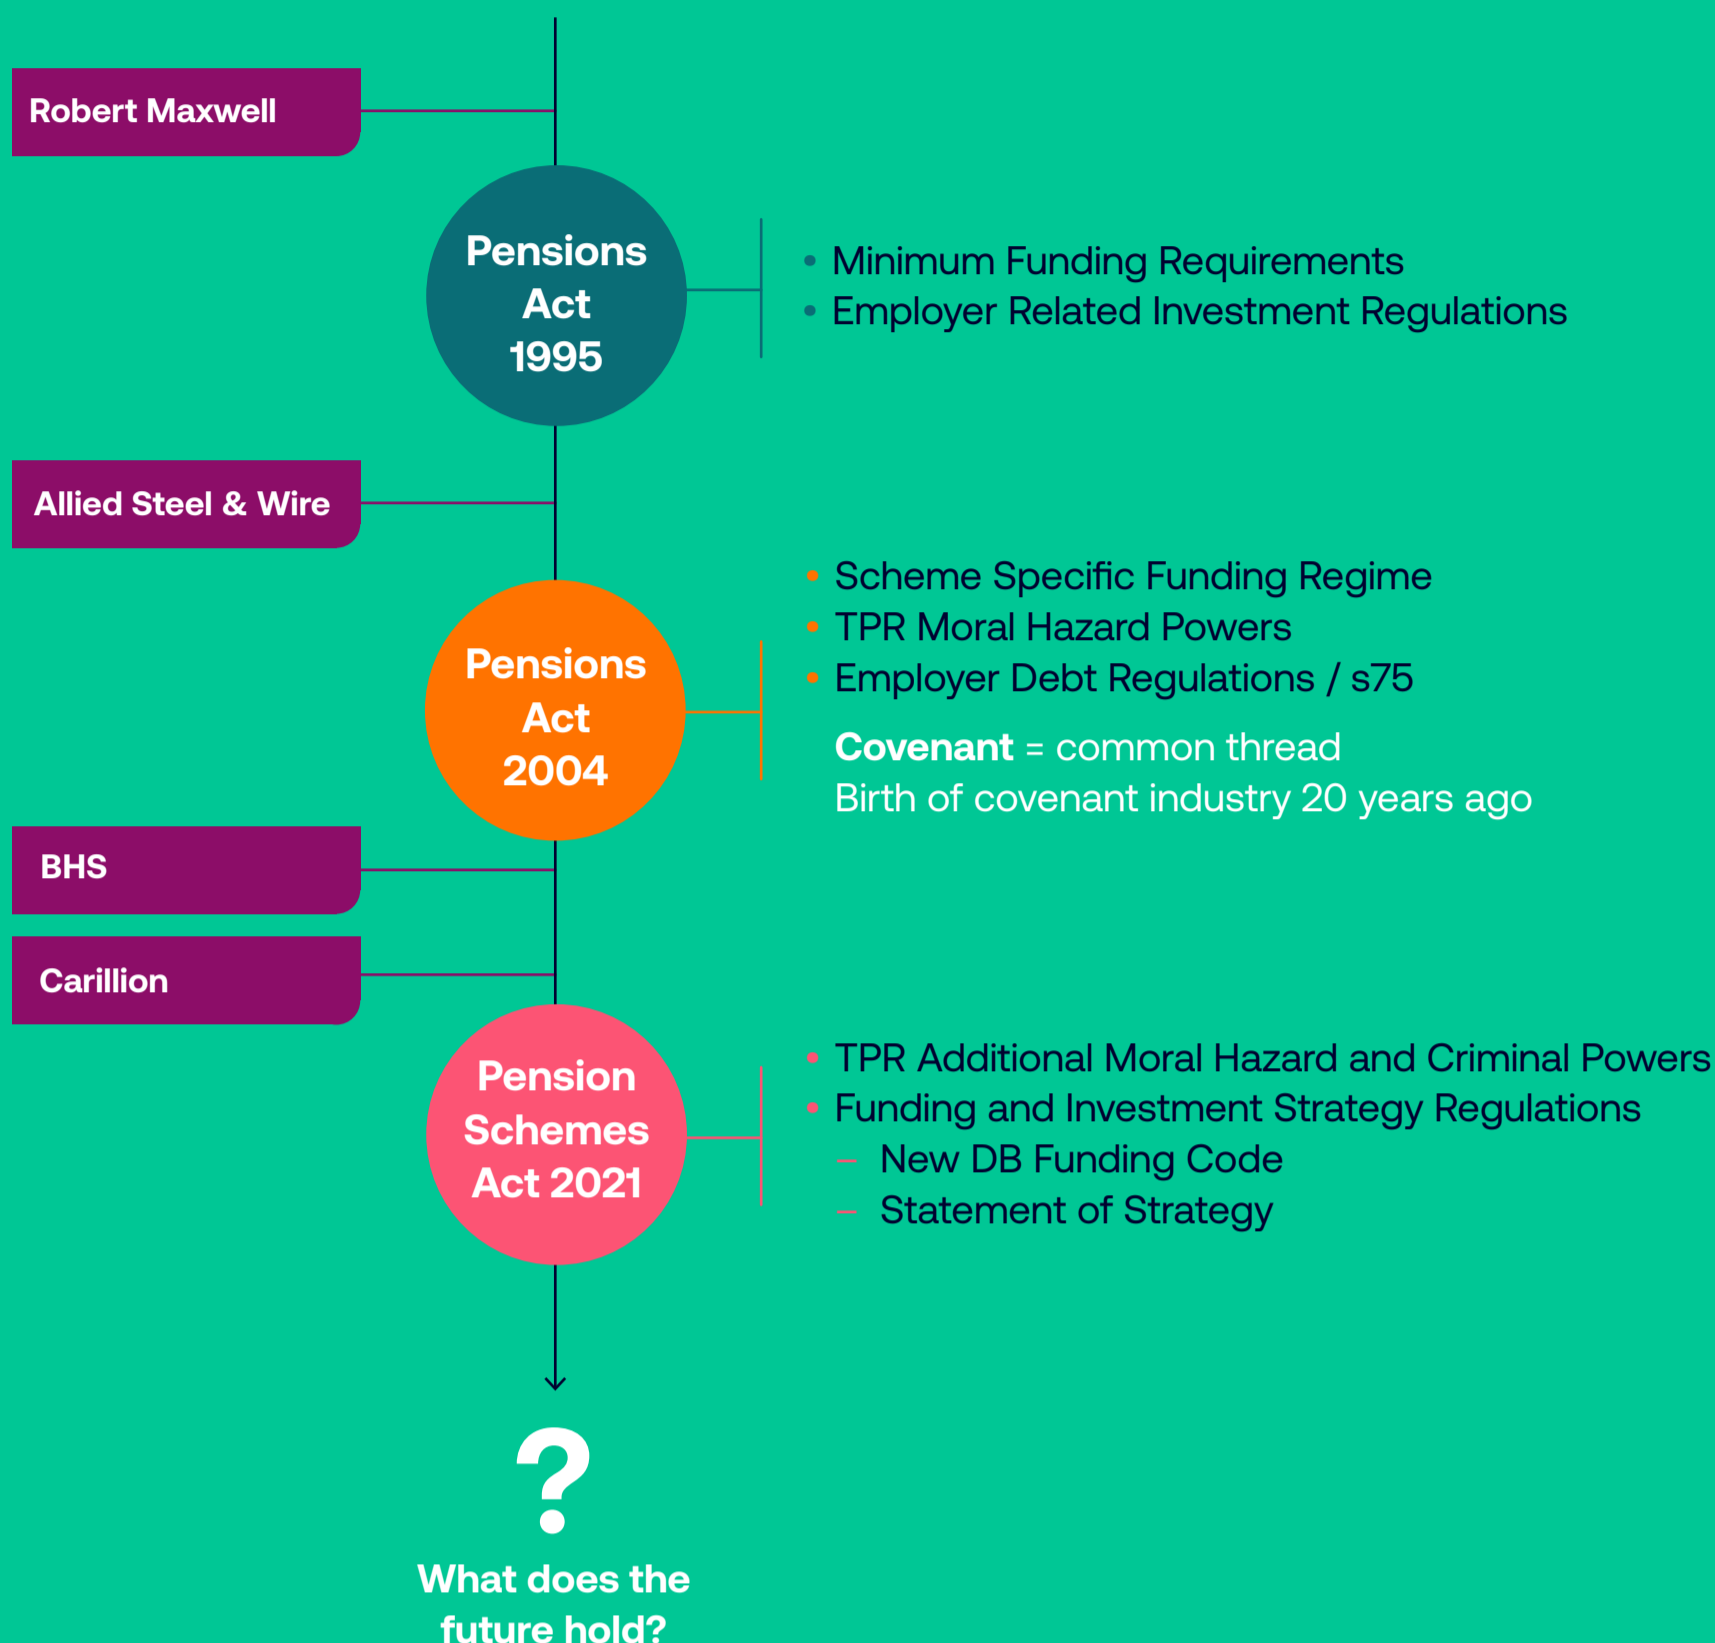 Robert Maxwell
Pensions
Act
1995
• Minimum Funding Requirements
• Employer Related Investment Regulations
Allied Steel & Wire
Pensions
Act
2004
• Scheme Specific Funding Regime
• TPR Moral Hazard Powers
• Employer Debt Regulations / s75
Covenant = common thread
Birth of covenant industry 20 years ago
BHS
Carillion
Pension
Schemes
Act 2021
• TPR Additional Moral Hazard and Criminal Powers
• Funding and Investment Strategy Regulations
– New DB Funding Code
– Statement of Strategy
?
What does the
future hold?